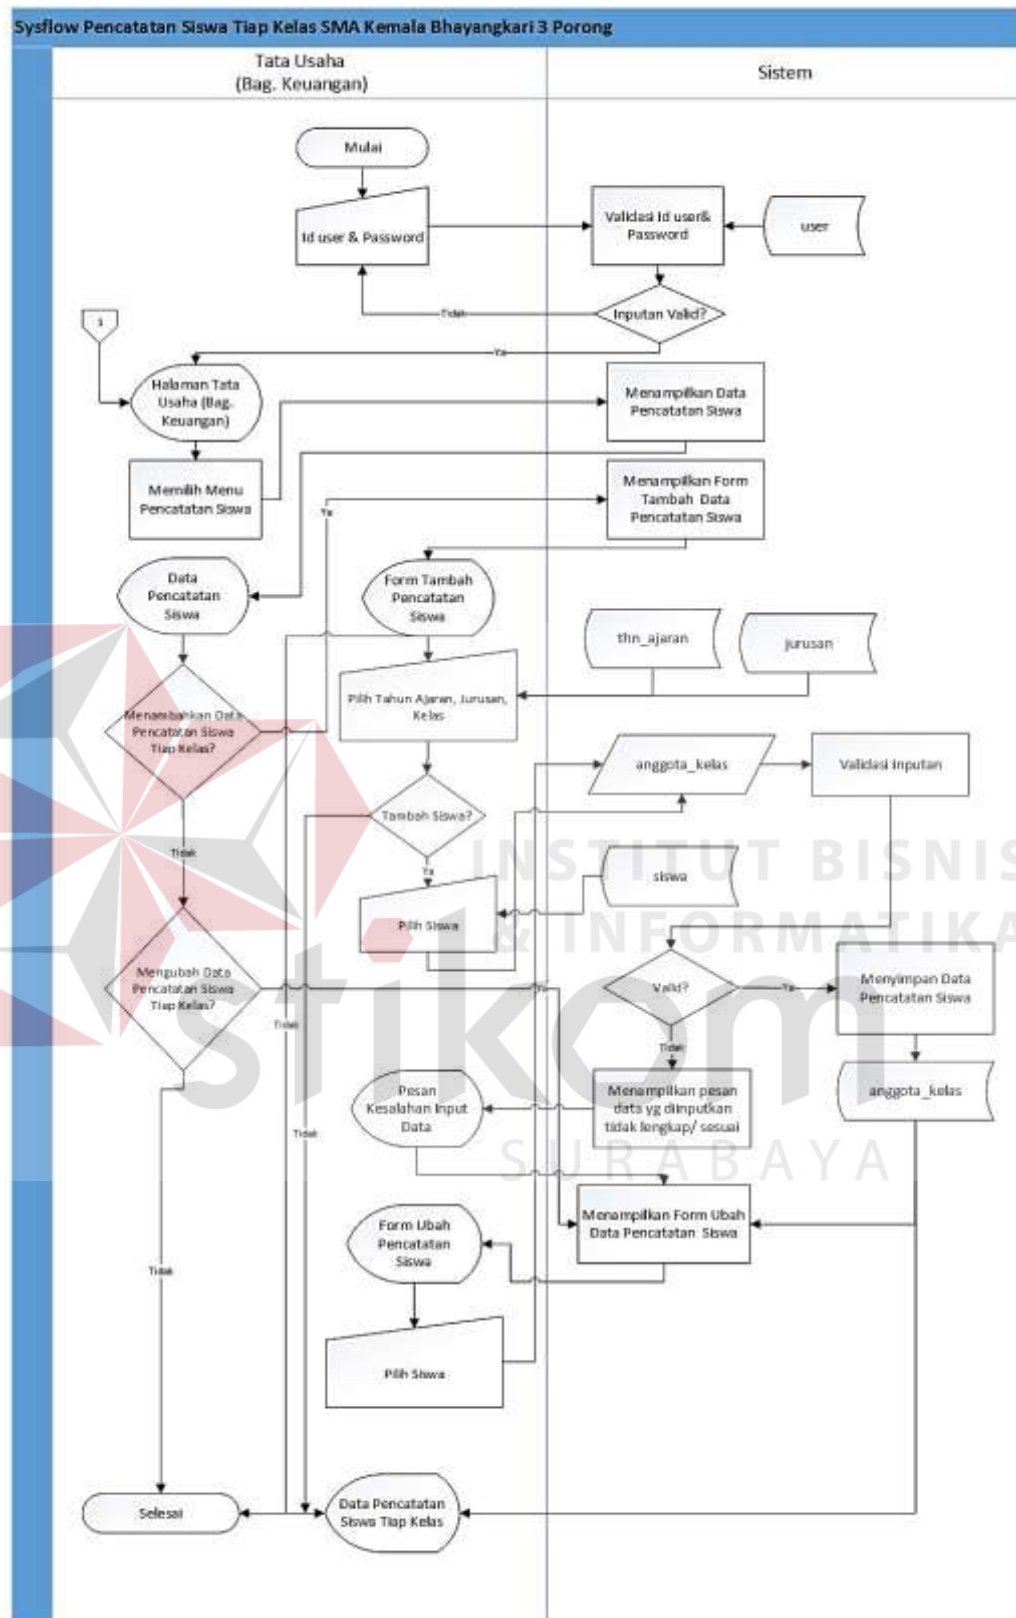 Sysflow Pencatatan Siswa Tiap Kelas SMA Kemala Bhayangkari 3 Porong
Tata Usaha
(Bag. Keuangan)
Sistem
Mulai
Id user & Password
Validasi Id user&
Password
user
Inputan Valid?
Tidak
Ya
1
Halaman Tata
Usaha (Bag.
Keuangan)
Menampilkan Data
Pencatatan Siswa
Memilih Menu
Pencatatan Siswa
Menampilkan Form
Tambah Data
Pencatatan Siswa
Ya
Data
Pencatatan
Siswa
Form Tambah
Pencatatan
Siswa
thn_ajaran
jurusan
Pilih Tahun Ajaran, Jurusan,
Kelas
Menambahkan Data
Pencatatan Siswa
Tiap Kelas?
anggota_kelas
Validasi Inputan
Tambah Siswa?
Tidak
Ya
siswa
Pilih Siswa
INSTITUT BISNIS
& INFORMATIKA
stikom
SURABAYA
Mengubah Data
Pencatatan Siswa
Tiap Kelas?
Ya
Valid?
Ya
Menyimpan Data
Pencatatan Siswa
Tidak
Tidak
Pesan
Kesalahan Input
Data
Menampilkan pesan
data yg diinputkan
tidak lengkap/ sesuai
anggota_kelas
Tidak
Form Ubah
Pencatatan
Siswa
Menampilkan Form Ubah
Data Pencatatan Siswa
Tidak
Pilih Siswa
Selesai
Data Pencatatan
Siswa Tiap Kelas